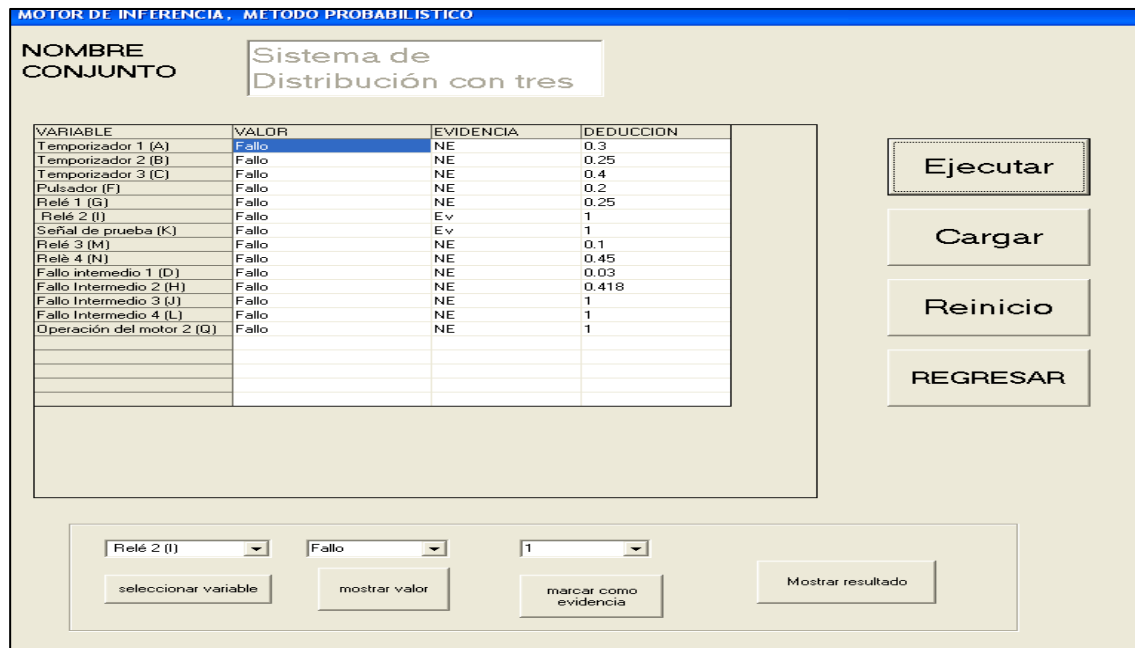 MOTOR DE INFERENCIA, METODO PROBABILISTICO
NOMBRE
CONJUNTO
Sistema de
Distribución con tres
VARIABLE VALOR EVIDENCIA DEDUCCION
Temporizador 1 (A) Fallo NE 0.3
Temporizador 2 (B) Fallo NE 0.25
Temporizador 3 (C) Fallo NE 0.4
Pulsador (F) Fallo NE 0.2
Relé 1 (G) Fallo NE 0.25
Relé 2 (I) Fallo Ev 1
Señal de prueba (K) Fallo Ev 1
Relé 3 (M) Fallo NE 0.1
Relè 4 (N) Fallo NE 0.45
Fallo intemedio 1 (D) Fallo NE 0.03
Fallo Intermedio 2 (H) Fallo NE 0.418
Fallo Intermedio 3 (J) Fallo NE 1
Fallo Intermedio 4 (L) Fallo NE 1
Operación del motor 2 (Q) Fallo NE 1
Ejecutar
Cargar
Reinicio
REGRESAR
Relé 2 (I) Fallo 1
seleccionar variable
mostrar valor
marcar como
evidencia
Mostrar resultado